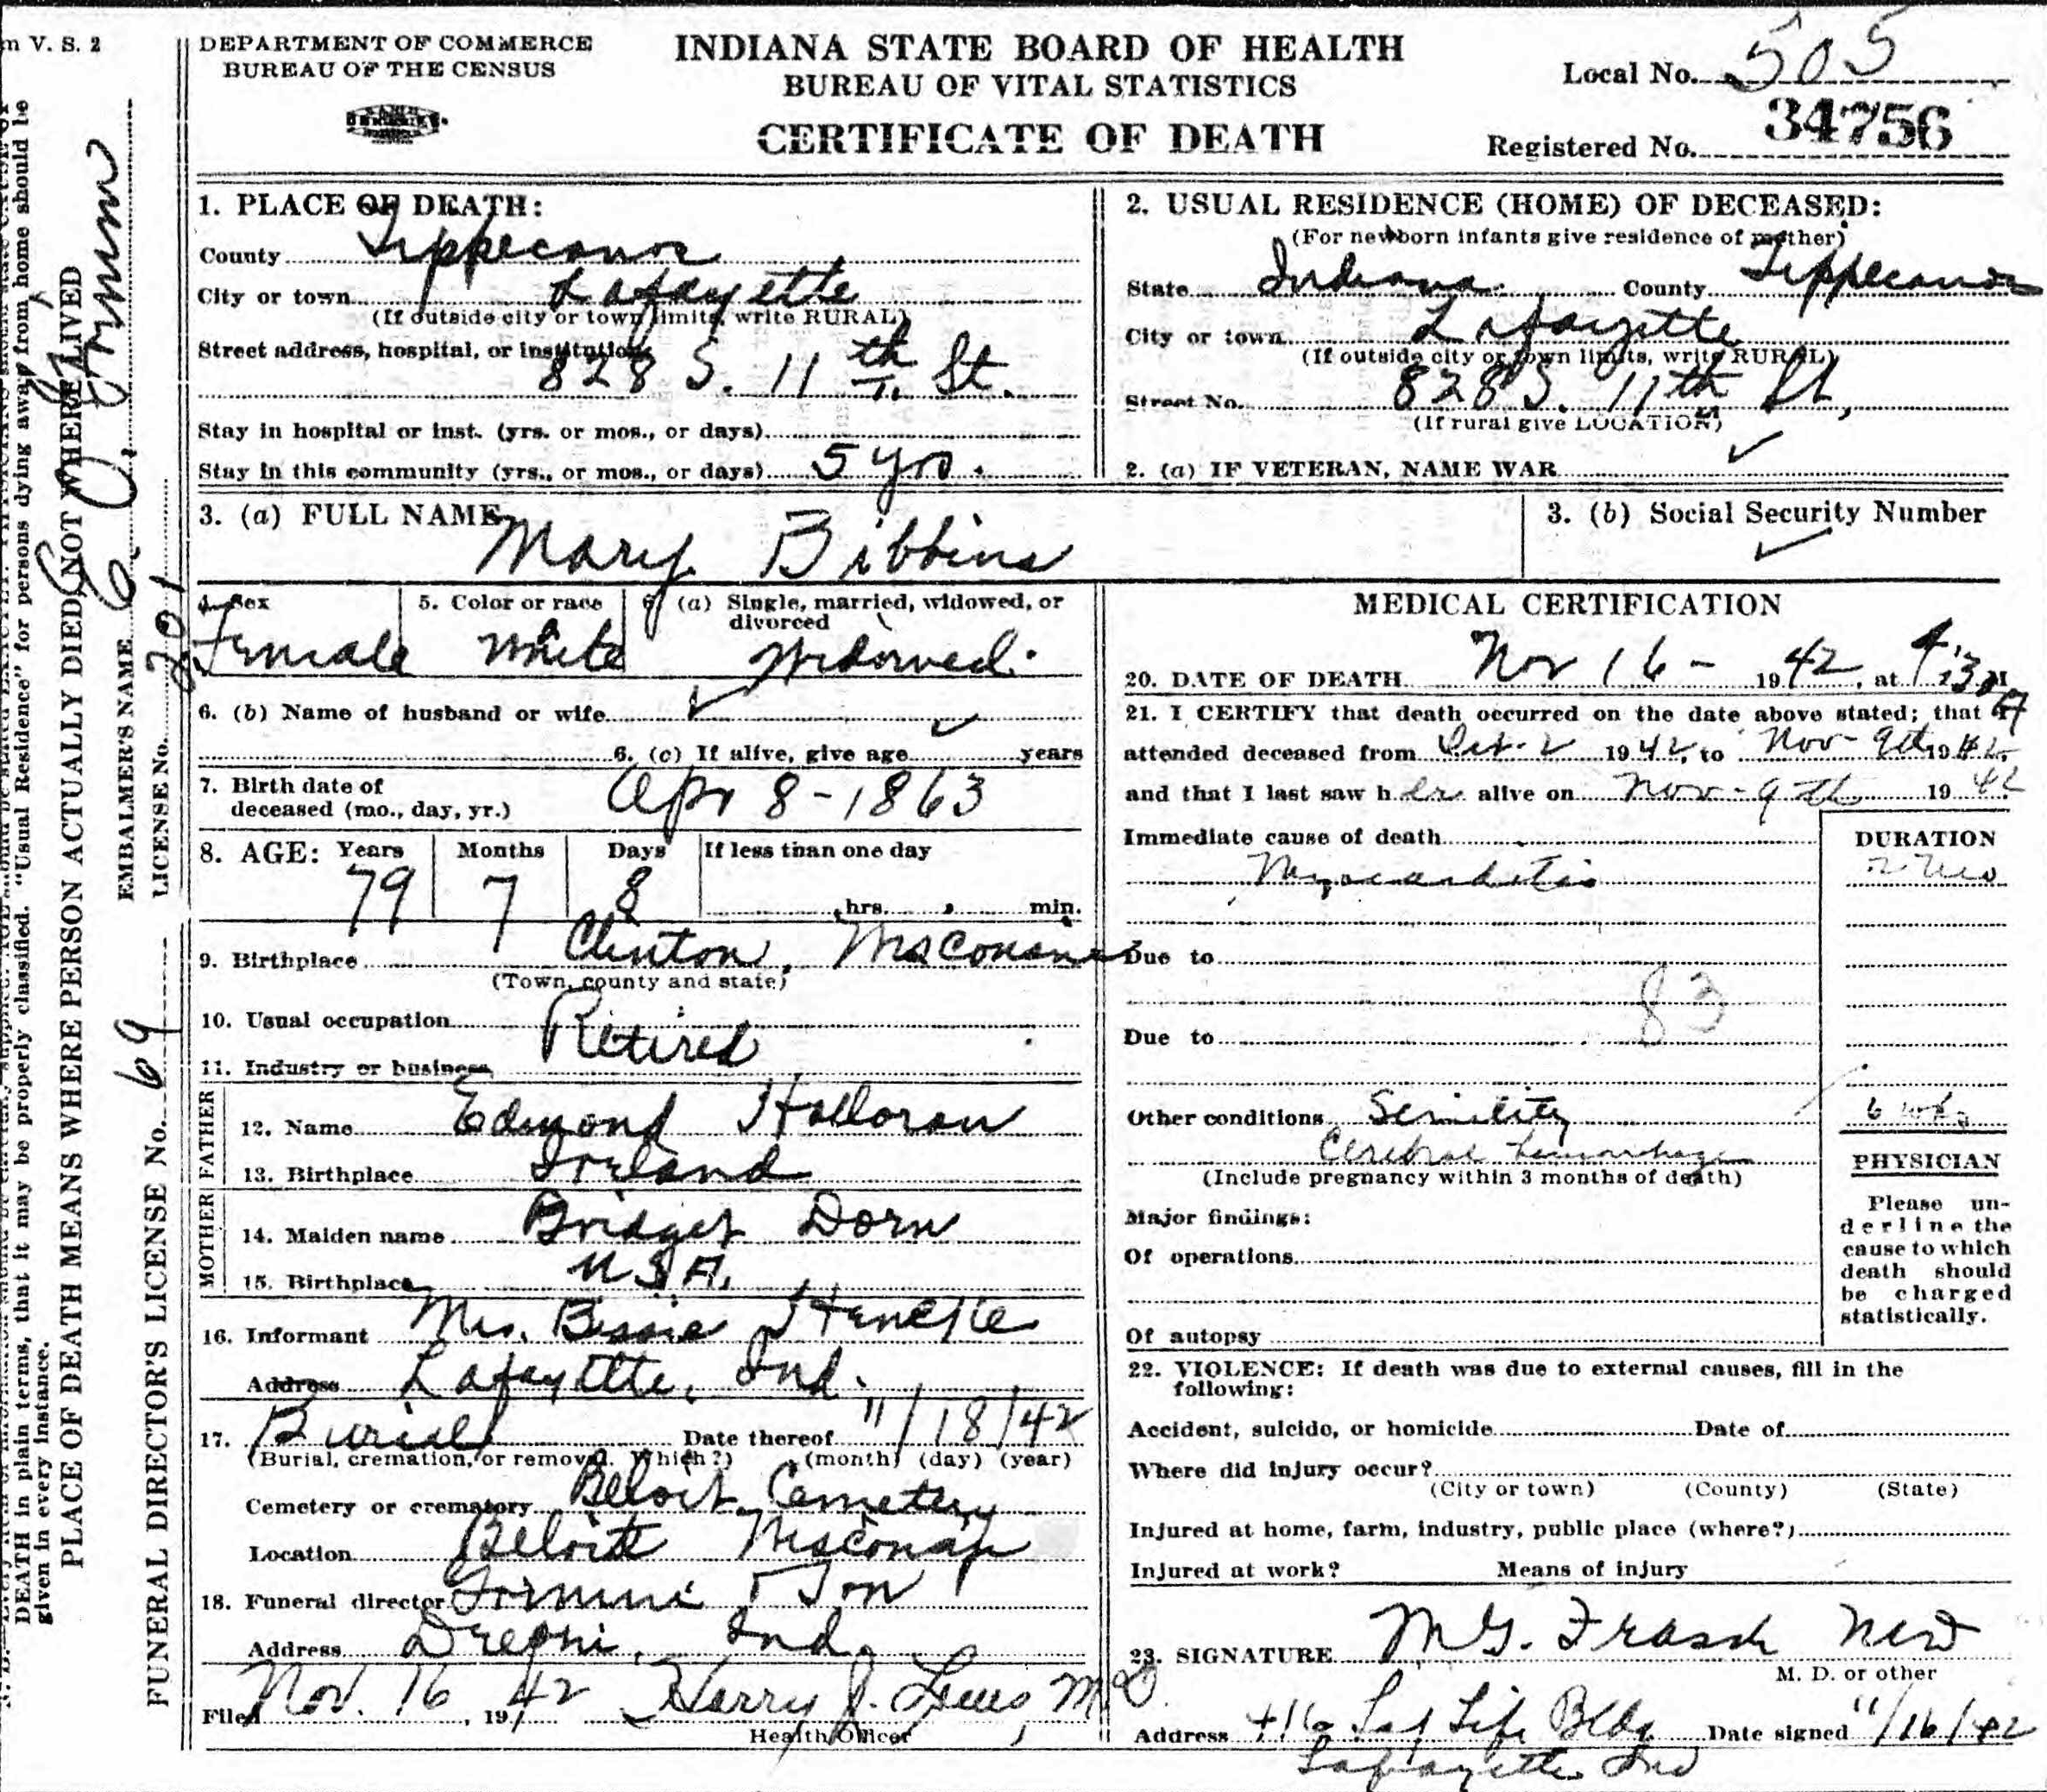 m V. S. 2
DEPARTMENT OF COMMERCE
BUREAU OF THE CENSUS
INDIANA STATE BOARD OF HEALTH
BUREAU OF VITAL STATISTICS
CERTIFICATE OF DEATH
Local No. 505
Registered No. 34756
1. PLACE OF DEATH:
County Tippecanoe
City or town Lafayette
(If outside city or town limits, write RURAL)
Street address, hospital, or institution
828 S. 11th St.
Stay in hospital or inst. (yrs. or mos., or days)
Stay in this community (yrs., or mos., or days) 5 yrs.
2. USUAL RESIDENCE (HOME) OF DECEASED:
(For newborn infants give residence of mother)
State Indiana County Tippecanoe
City or town Lafayette
(If outside city or town limits, write RURAL)
Street No. 828 S. 11th St.
(If rural give LOCATION)
2. (a) IF VETERAN, NAME WAR
3. (a) FULL NAME Mary Bibbins
3. (b) Social Security Number
4. Sex Female
5. Color or race White
6. (a) Single, married, widowed, or divorced Widowed
6. (b) Name of husband or wife
6. (c) If alive, give age years
7. Birth date of
deceased (mo., day, yr.) Apr 8-1863
8. AGE: Years Months Days If less than one day
79 7 8 hrs. min.
9. Birthplace Clinton, Wisconsin
(Town, county and state)
10. Usual occupation Retired
11. Industry or business
FATHER
12. Name Edmond Halloran
13. Birthplace Ireland
MOTHER
14. Maiden name Bridget Dorn
15. Birthplace U.S.A.
16. Informant Mrs. Bessie
Address Lafayette, Ind.
17. Burial Date thereof 11/18/42
(Burial, cremation, or removal. Which?) (month) (day) (year)
Cemetery or crematory Beloit Cemetery
Location Beloitt Wisconsin
18. Funeral director Son
Address Delphi, Ind.
Filed Nov. 16, 1942 Harry J. Lewis, MD
Health Officer
MEDICAL CERTIFICATION
20. DATE OF DEATH Nov 16- 1942, at M
21. I CERTIFY that death occurred on the date above stated; that I
attended deceased from Oct-2 1942, to Nov-9th 1942,
and that I last saw her alive on Nov-9th 1942
Immediate cause of death DURATION
Myocarditis
Due to
83
Due to
Other conditions Senility 6 wks
Cerebral hemorrhage
(Include pregnancy within 3 months of death)
PHYSICIAN
Please un-
derline the
cause to which
death should
be charged
statistically.
Major findings:
Of operations
Of autopsy
22. VIOLENCE: If death was due to external causes, fill in the
following:
Accident, suicide, or homicide Date of
Where did injury occur?
(City or town) (County) (State)
Injured at home, farm, industry, public place (where?)
Injured at work? Means of injury
23. SIGNATURE M G. Frasch
M. D. or other
Address 416 Laf Life Bldg Date signed 11/16/42
Lafayette Ind
DEATH in plain terms, that it may be properly classified. "Usual Residence" for persons dying away from home should be
given in every instance.
PLACE OF DEATH MEANS WHERE PERSON ACTUALLY DIED, NOT WHERE LIVED
EMBALMER'S NAME
LICENSE No. 201
FUNERAL DIRECTOR'S LICENSE No. 69